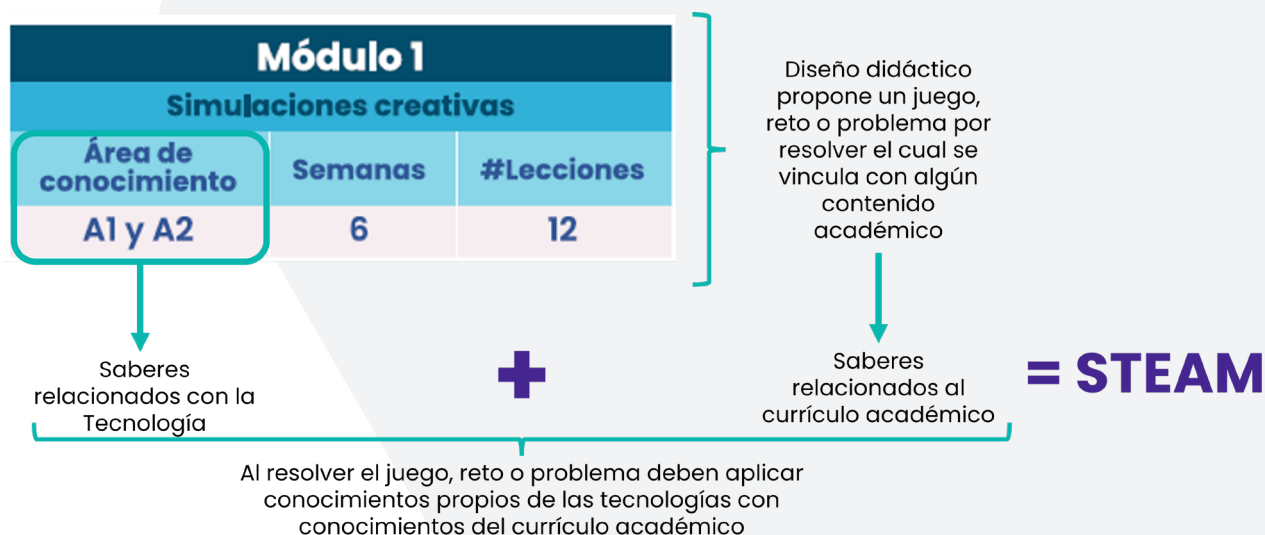 Módulo 1
Simulaciones creativas
Área de
conocimiento
Semanas
#Lecciones
A1 y A2
6
12
Diseño didáctico
propone un juego,
reto o problema por
resolver el cual se
vincula con algún
contenido
académico
Saberes
relacionados con la
Tecnología
+
Saberes
relacionados al
currículo académico
= STEAM
Al resolver el juego, reto o problema deben aplicar
conocimientos propios de las tecnologías con
conocimientos del currículo académico